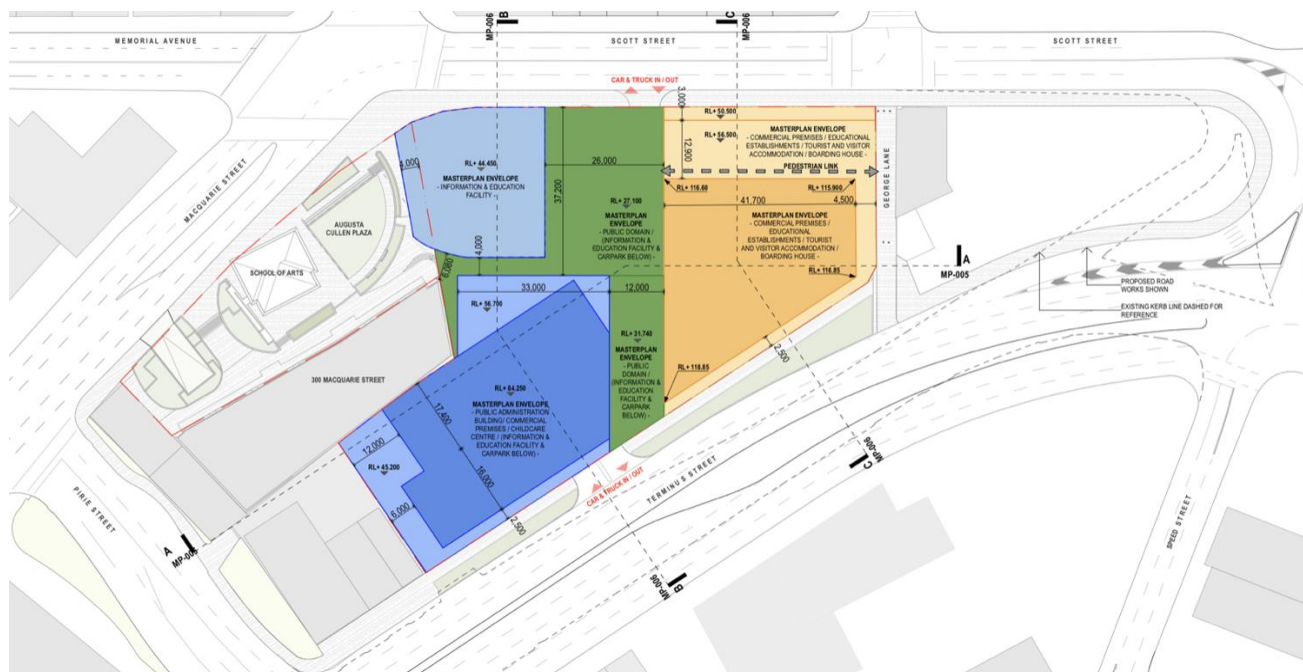 B
MP-006
C
MP-006
MEMORIAL AVENUE
SCOTT STREET
SCOTT STREET
CAR & TRUCK IN / OUT
3,000
RL+ 50.500
RL+ 56.500
MASTERPLAN ENVELOPE
- COMMERCIAL PREMISES / EDUCATIONAL
ESTABLISHMENTS / TOURIST AND VISITOR
ACCOMMODATION / BOARDING HOUSE -
12,900
PEDESTRIAN LINK
GEORGE LANE
MACQUARIE STREET
4,000
RL+ 44.450
MASTERPLAN ENVELOPE
- INFORMATION & EDUCATION
FACILITY -
26,000
37,200
RL+ 116.60
RL+ 115.900
41,700
4,500
RL+ 27.100
MASTERPLAN
ENVELOPE
- PUBLIC DOMAIN /
(INFORMATION &
EDUCATION FACILITY &
CARPARK BELOW) -
MASTERPLAN ENVELOPE
- COMMERCIAL PREMISES /
EDUCATIONAL
ESTABLISHMENTS / TOURIST
AND VISITOR ACCOMMODATION /
BOARDING HOUSE -
AUGUSTA
CULLEN PLAZA
SCHOOL OF ARTS
4,000
A
MP-005
RL+ 116.85
PROPOSED ROAD
WORKS SHOWN
EXISTING KERB LINE DASHED FOR
REFERENCE
33,000
12,000
RL+ 56.700
RL+ 31.740
MASTERPLAN
ENVELOPE
- PUBLIC
DOMAIN /
(INFORMATION &
EDUCATION
FACILITY &
CARPARK
BELOW) -
2,500
RL+ 118.85
300 MACQUARIE STREET
RL+ 84.250
MASTERPLAN ENVELOPE
- PUBLIC ADMINISTRATION
BUILDING/ COMMERCIAL
PREMISES / CHILDCARE
CENTRE / (INFORMATION &
EDUCATION FACILITY &
CARPARK BELOW) -
17,400
12,000
RL+ 45.200
16,000
6,000
2,500
CAR & TRUCK IN / OUT
TERMINUS STREET
C
MP-006
PIRIE STREET
A
MP-005
B
MP-006
SPEED STREET